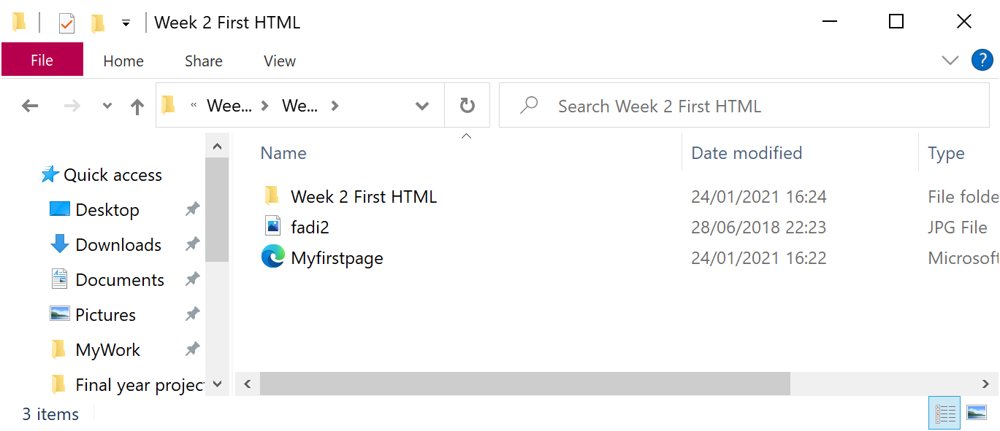 Week 2 First HTML
File Home Share View ?
« Wee... We... Search Week 2 First HTML
Name Date modified Type
Quick access
Desktop
Downloads
Documents
Pictures
MyWork
Final year projec
Week 2 First HTML 24/01/2021 16:24 File folde
fadi2 28/06/2018 22:23 JPG File
Myfirstpage 24/01/2021 16:22 Microsoft
3 items